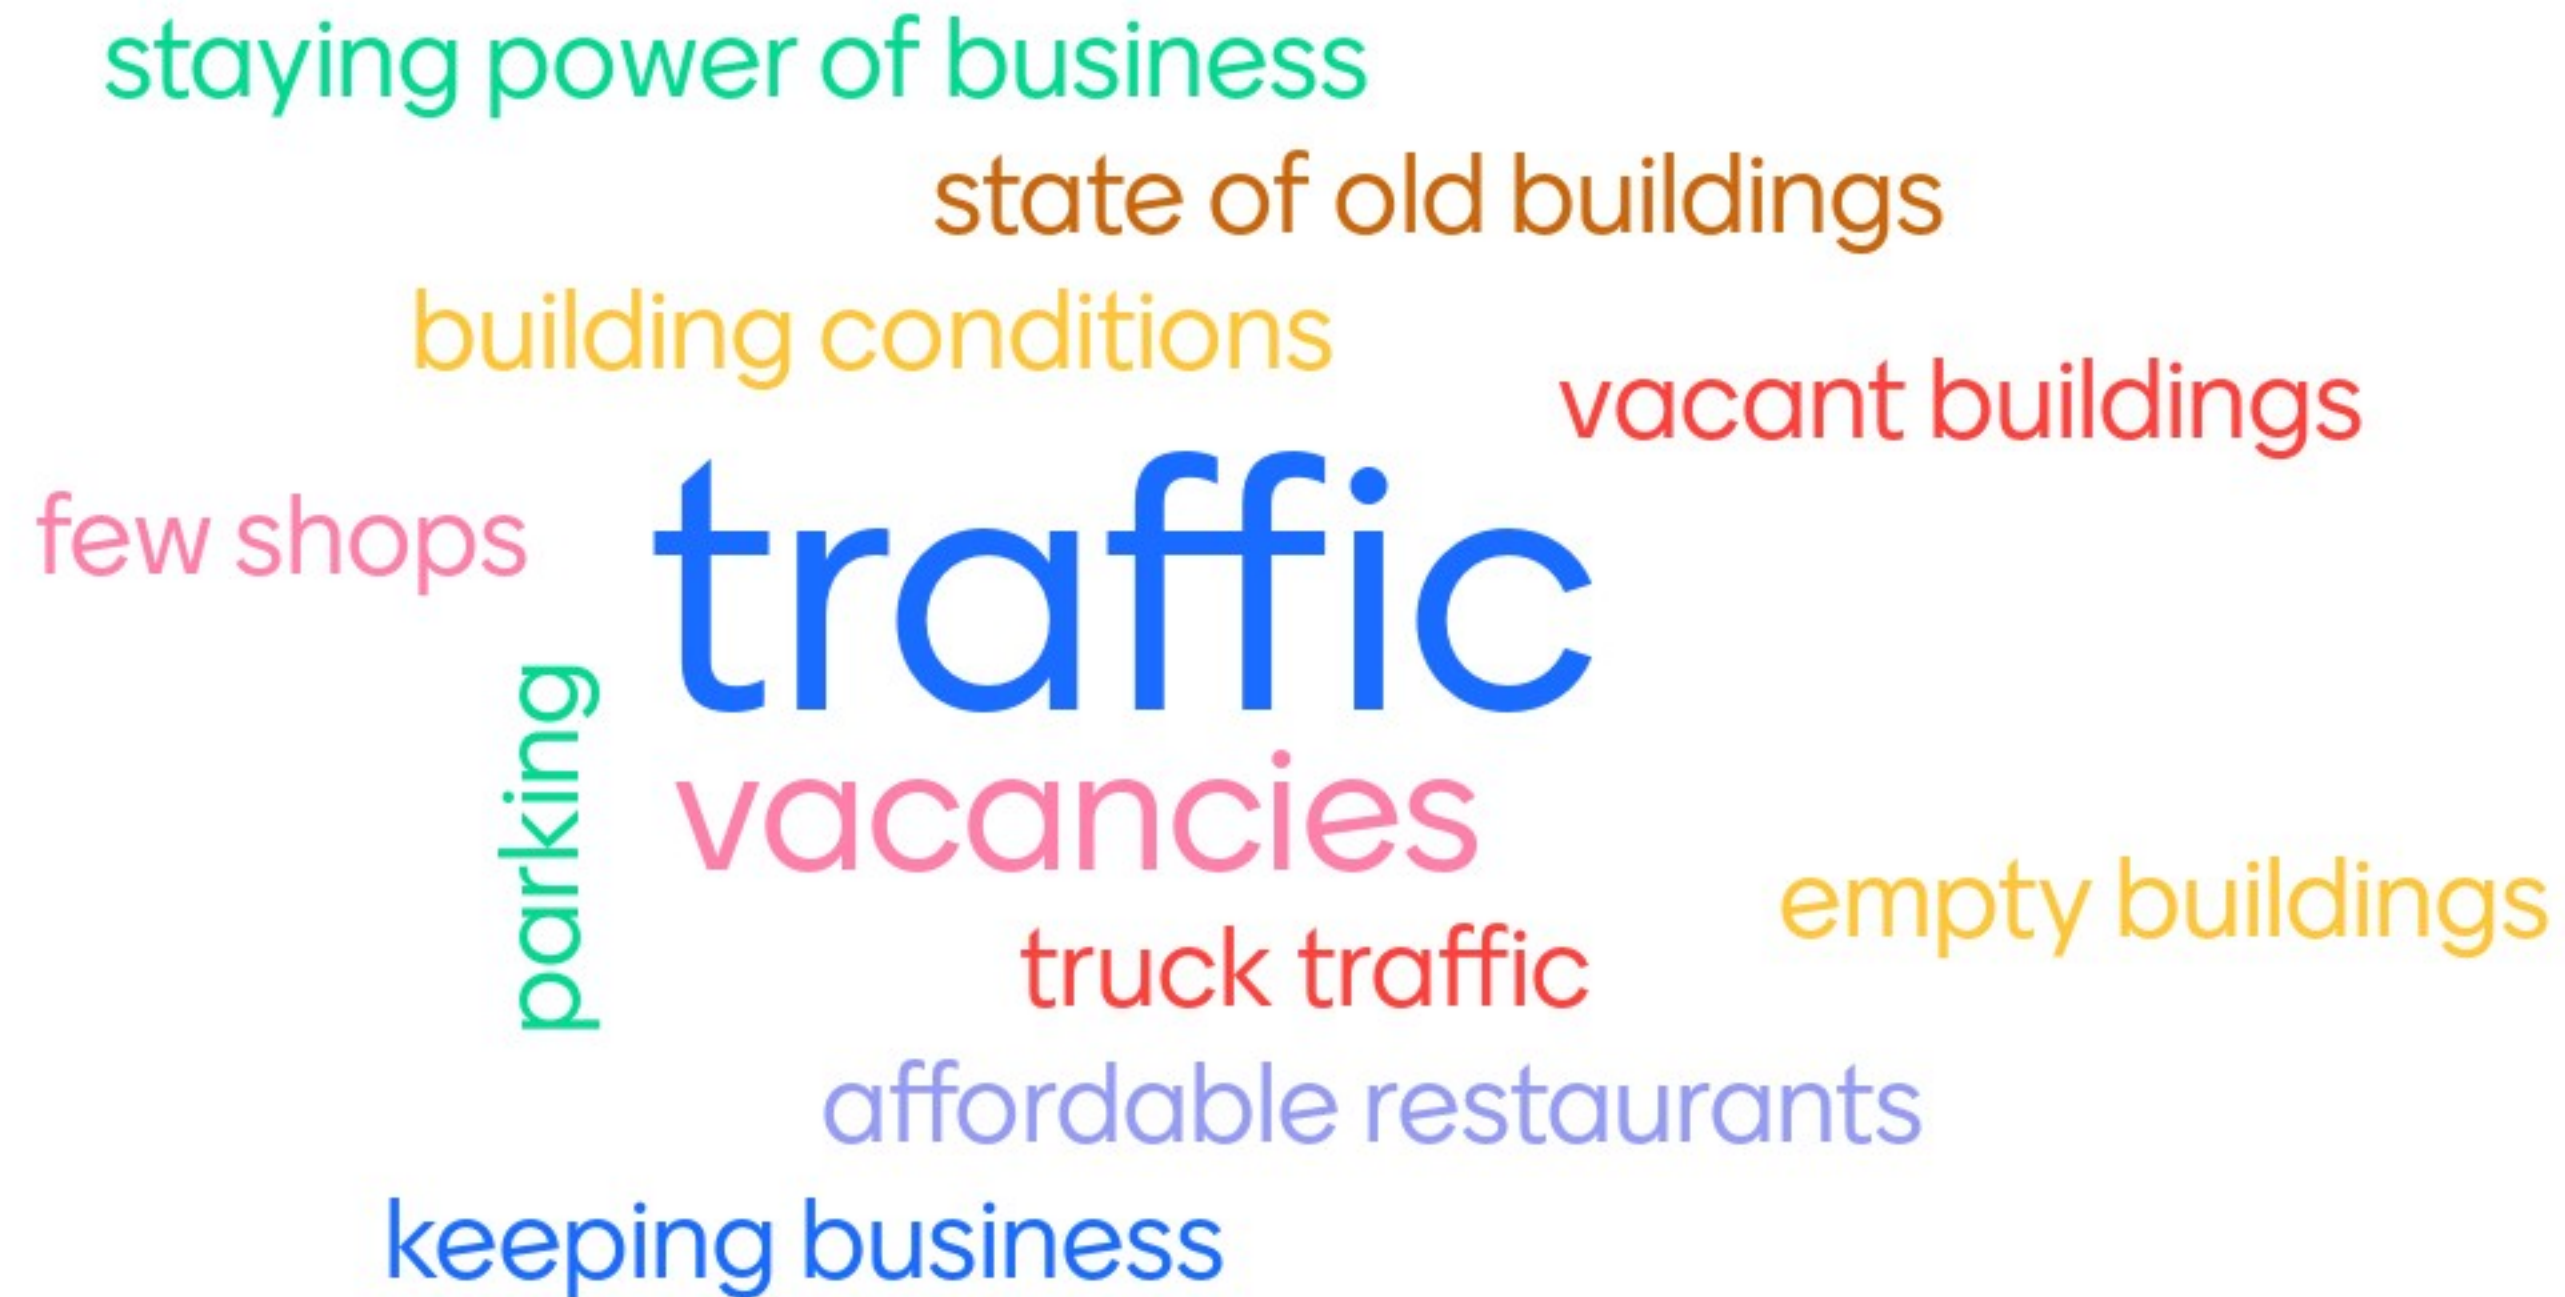 staying power of business
state of old buildings
building conditions
vacant buildings
few shops
traffic
parking
vacancies
empty buildings
truck traffic
affordable restaurants
keeping business